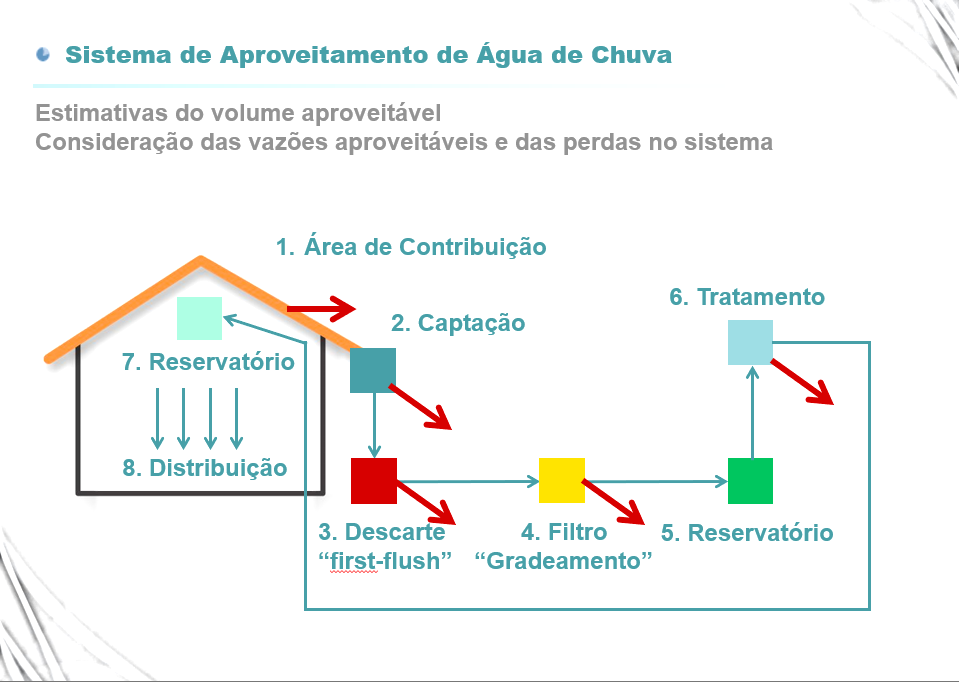 Sistema de Aproveitamento de Água de Chuva
Estimativas do volume aproveitável
Consideração das vazões aproveitáveis e das perdas no sistema
1. Área de Contribuição
6. Tratamento
2. Captação
7. Reservatório
8. Distribuição
3. Descarte
“first-flush”
4. Filtro
“Gradeamento”
5. Reservatório